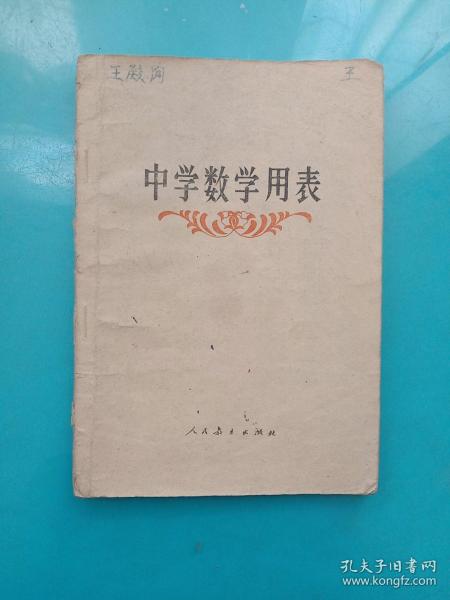 王殿阁 王
中学数学用表
人民教育出版社
孔夫子旧书网
www.kongfz.com